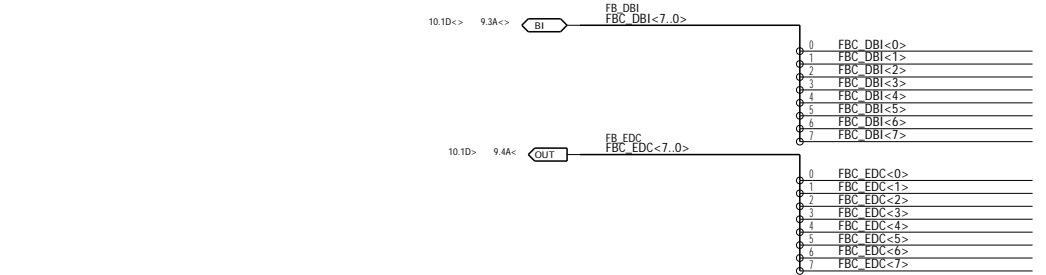 FB_DBI
10.1D<> 9.3A<> BI FBC_DBI<7..0>
0 FBC_DBI<0>
1 FBC_DBI<1>
2 FBC_DBI<2>
3 FBC_DBI<3>
4 FBC_DBI<4>
5 FBC_DBI<5>
6 FBC_DBI<6>
7 FBC_DBI<7>
FB_EDC
10.1D> 9.4A< OUT FBC_EDC<7..0>
0 FBC_EDC<0>
1 FBC_EDC<1>
2 FBC_EDC<2>
3 FBC_EDC<3>
4 FBC_EDC<4>
5 FBC_EDC<5>
6 FBC_EDC<6>
7 FBC_EDC<7>